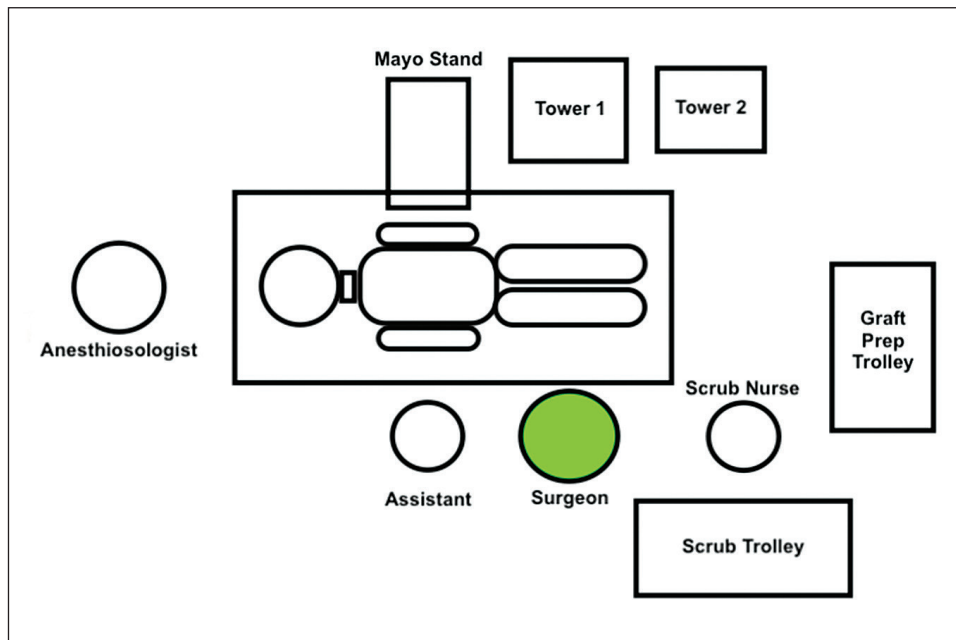 Mayo Stand
Tower 1
Tower 2
Anesthiosologist
Graft
Prep
Trolley
Scrub Nurse
Assistant
Surgeon
Scrub Trolley